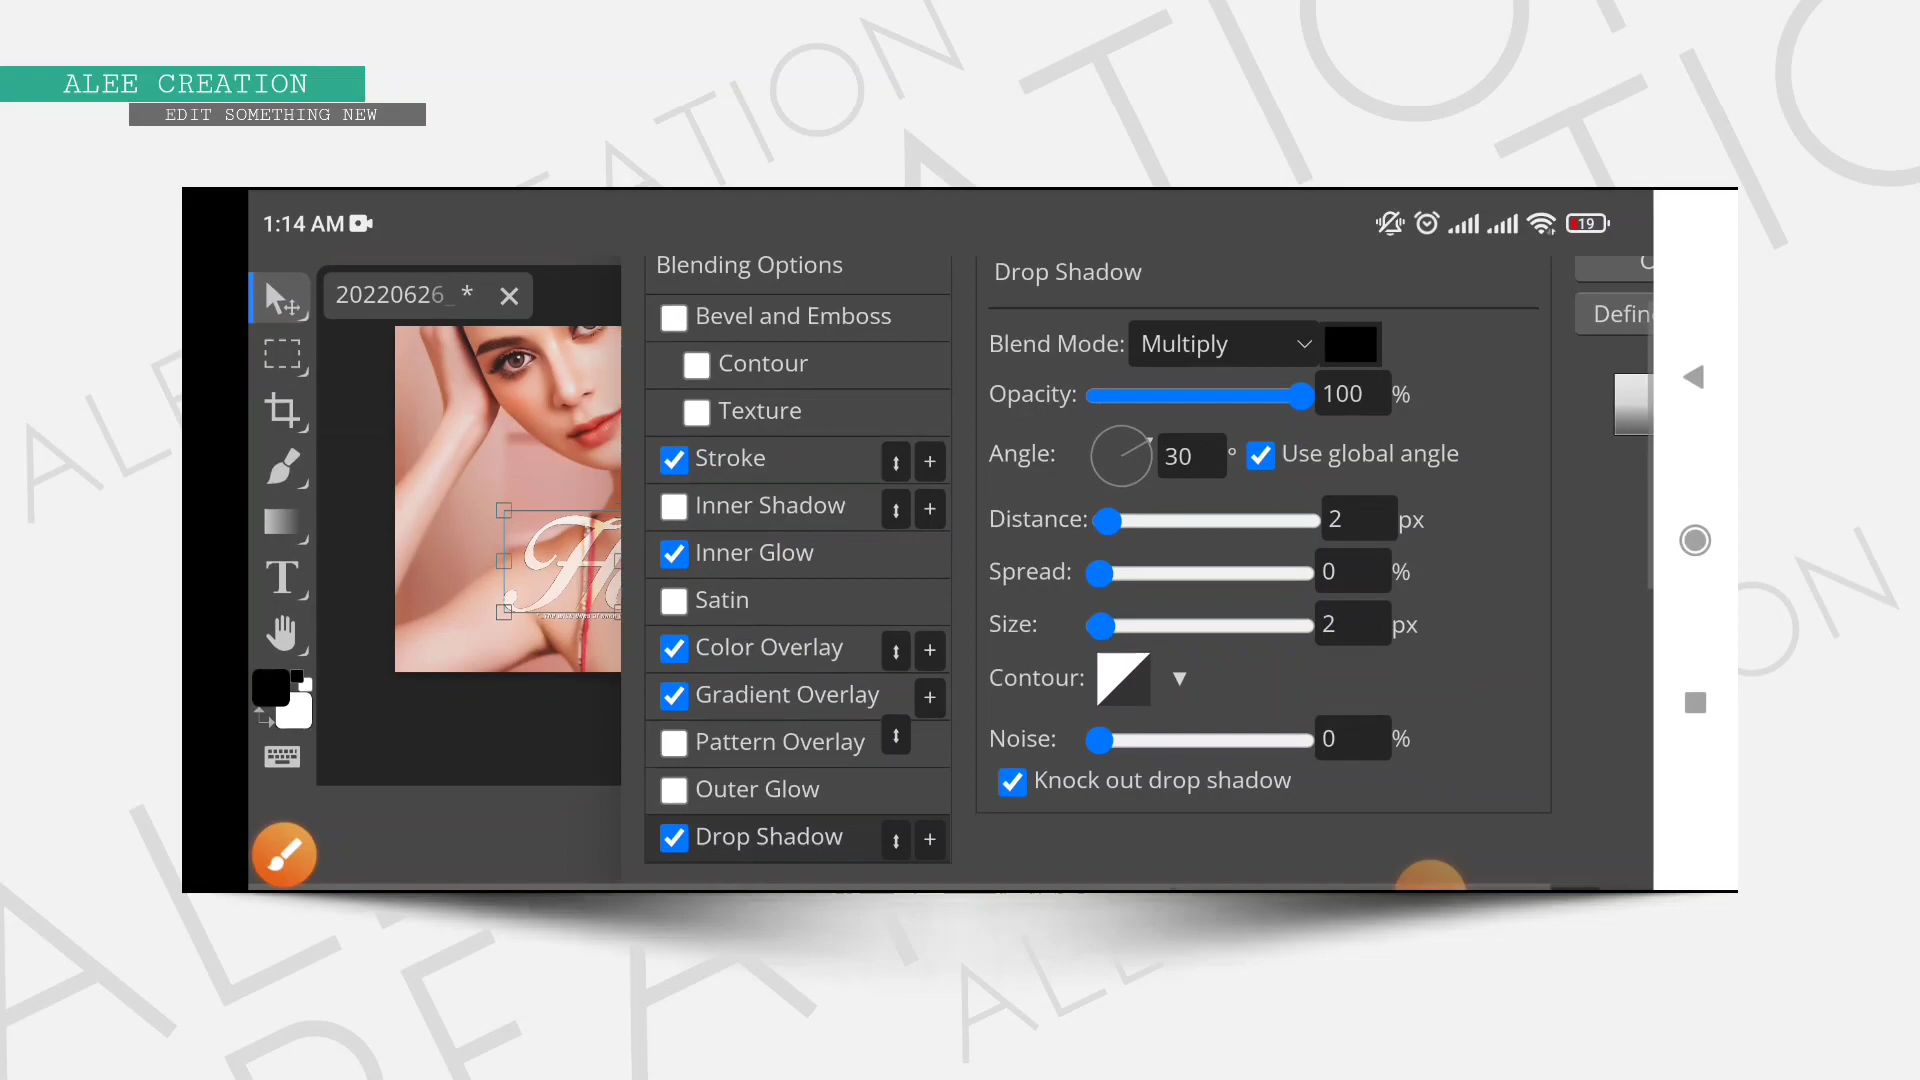 ALEE CREATION
EDIT SOMETHING NEW
1:14 AM
19
20220626_ *
Blending Options
Bevel and Emboss
Contour
Texture
Stroke
Inner Shadow
Inner Glow
Satin
Color Overlay
Gradient Overlay
Pattern Overlay
Outer Glow
Drop Shadow
Drop Shadow
Blend Mode: Multiply
Opacity: 100 %
Angle: 30 ° Use global angle
Distance: 2 px
Spread: 0 %
Size: 2 px
Contour:
Noise: 0 %
Knock out drop shadow
Defin